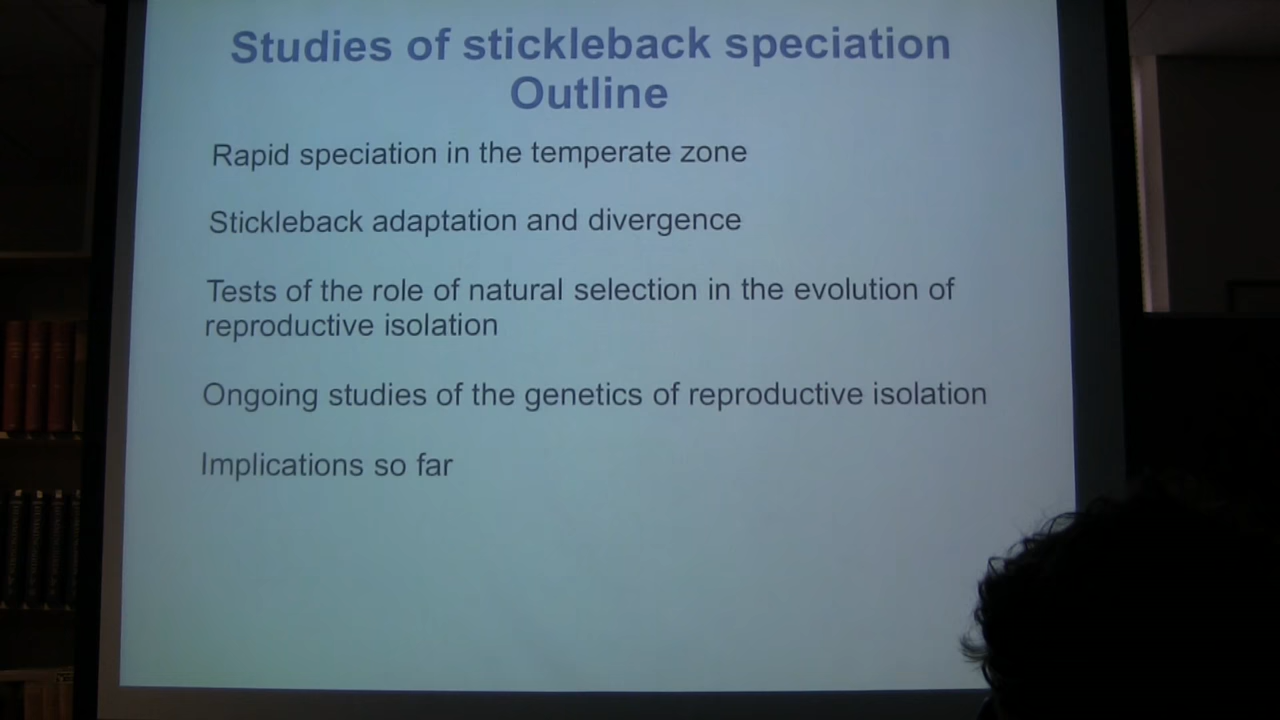 Studies of stickleback speciation
Outline
Rapid speciation in the temperate zone
Stickleback adaptation and divergence
Tests of the role of natural selection in the evolution of
reproductive isolation
Ongoing studies of the genetics of reproductive isolation
Implications so far